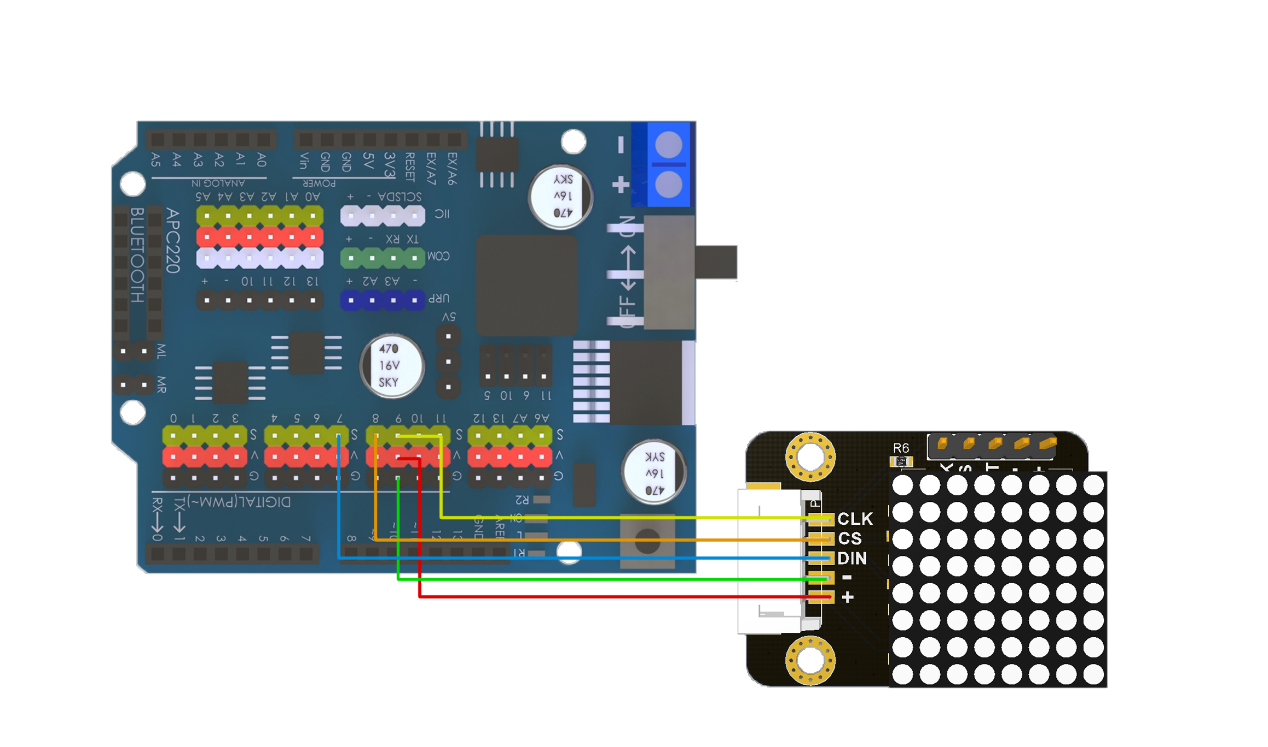 A5 A4 A3 A2 A1 A0
ANALOG IN
Vin GND GND 5V 3V3 RESET EX/A7 EX/A6
POWER
- +
SKY 16v 470
BLUETOOTH
APC220
A5 A4 A3 A2 A1 A0
+ - SDA SCL
IIC
+ - RX TX
COM
+ - 10 11 12 13
+ A2 A3 -
URP
ON
OFF
ML
MR
470
16V
SKY
5V
5 10 6 11
0 1 2 3
4 5 6 7
8 9 10 11
12 13 A7 A6
S S S S
V V V V
G G G G
SKY 16v 470
DIGITAL(PWM~)
RX TX
0 1 2 3 4 5 6 7
8 9 ~10 ~11 12 13 GND AREF
R2
L
R1
R6
K S T - +
P
CLK
CS
DIN
-
+